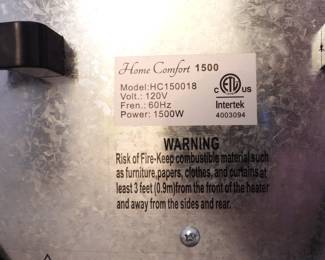 Home Comfort 1500
Model:HC150018
Volt.: 120V
Fren.: 60Hz
Power: 1500W
ETL
C US
Intertek
4003094
WARNING
Risk of Fire-Keep combustible material such
as furniture,papers, clothes, and curtains at
least 3 feet (0.9m)from the front of the heater
and away from the sides and rear.